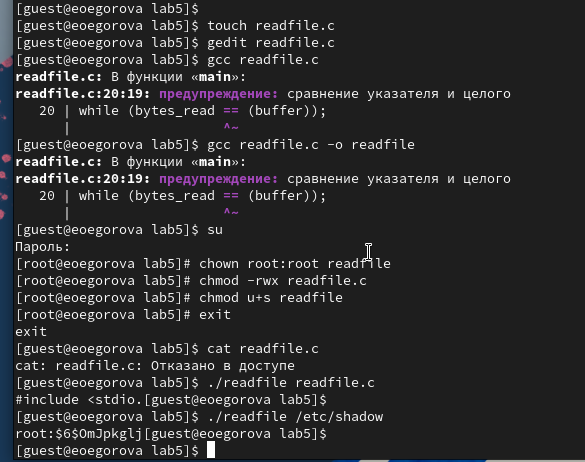 [guest@eoegorova lab5]$
[guest@eoegorova lab5]$ touch readfile.c
[guest@eoegorova lab5]$ gedit readfile.c
[guest@eoegorova lab5]$ gcc readfile.c
readfile.c: В функции «main»:
readfile.c:20:19: предупреждение: сравнение указателя и целого
   20 | while (bytes_read == (buffer));
      |                   ^~
[guest@eoegorova lab5]$ gcc readfile.c -o readfile
readfile.c: В функции «main»:
readfile.c:20:19: предупреждение: сравнение указателя и целого
   20 | while (bytes_read == (buffer));
      |                   ^~
[guest@eoegorova lab5]$ su
Пароль:
[root@eoegorova lab5]# chown root:root readfile
[root@eoegorova lab5]# chmod -rwx readfile.c
[root@eoegorova lab5]# chmod u+s readfile
[root@eoegorova lab5]# exit
exit
[guest@eoegorova lab5]$ cat readfile.c
cat: readfile.c: Отказано в доступе
[guest@eoegorova lab5]$ ./readfile readfile.c
#include <stdio.[guest@eoegorova lab5]$
[guest@eoegorova lab5]$ ./readfile /etc/shadow
root:$6$OmJpkglj[guest@eoegorova lab5]$
[guest@eoegorova lab5]$